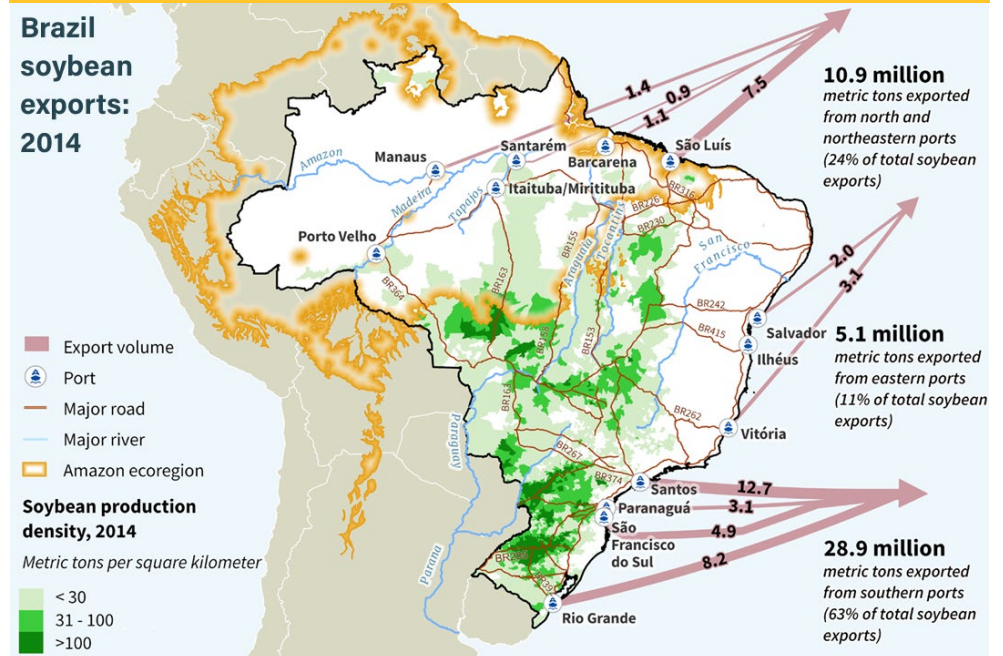 Brazil
soybean
exports:
2014
10.9 million
metric tons exported
from north and
northeastern ports
(24% of total soybean
exports)
1.4
0.9
1.1
7.5
Manaus
Santarém
Barcarena
São Luís
Itaituba/Mirititituba
Porto Velho
Amazon
Madeira
Tapajos
Araguaia
Tocantins
San
Francisco
BR316
BR226
BR230
BR155
BR163
BR364
BR158
BR153
BR242
BR415
BR163
BR262
BR267
BR374
2.0
3.1
Salvador
Ilhéus
Vitória
5.1 million
metric tons exported
from eastern ports
(11% of total soybean
exports)
Export volume
Port
Major road
Major river
Amazon ecoregion
Soybean production
density, 2014
Metric tons per square kilometer
< 30
31 - 100
>100
Paraguay
Parana
Santos
Paranaguá
São
Francisco
do Sul
Rio Grande
12.7
3.1
4.9
8.2
28.9 million
metric tons exported
from southern ports
(63% of total soybean
exports)